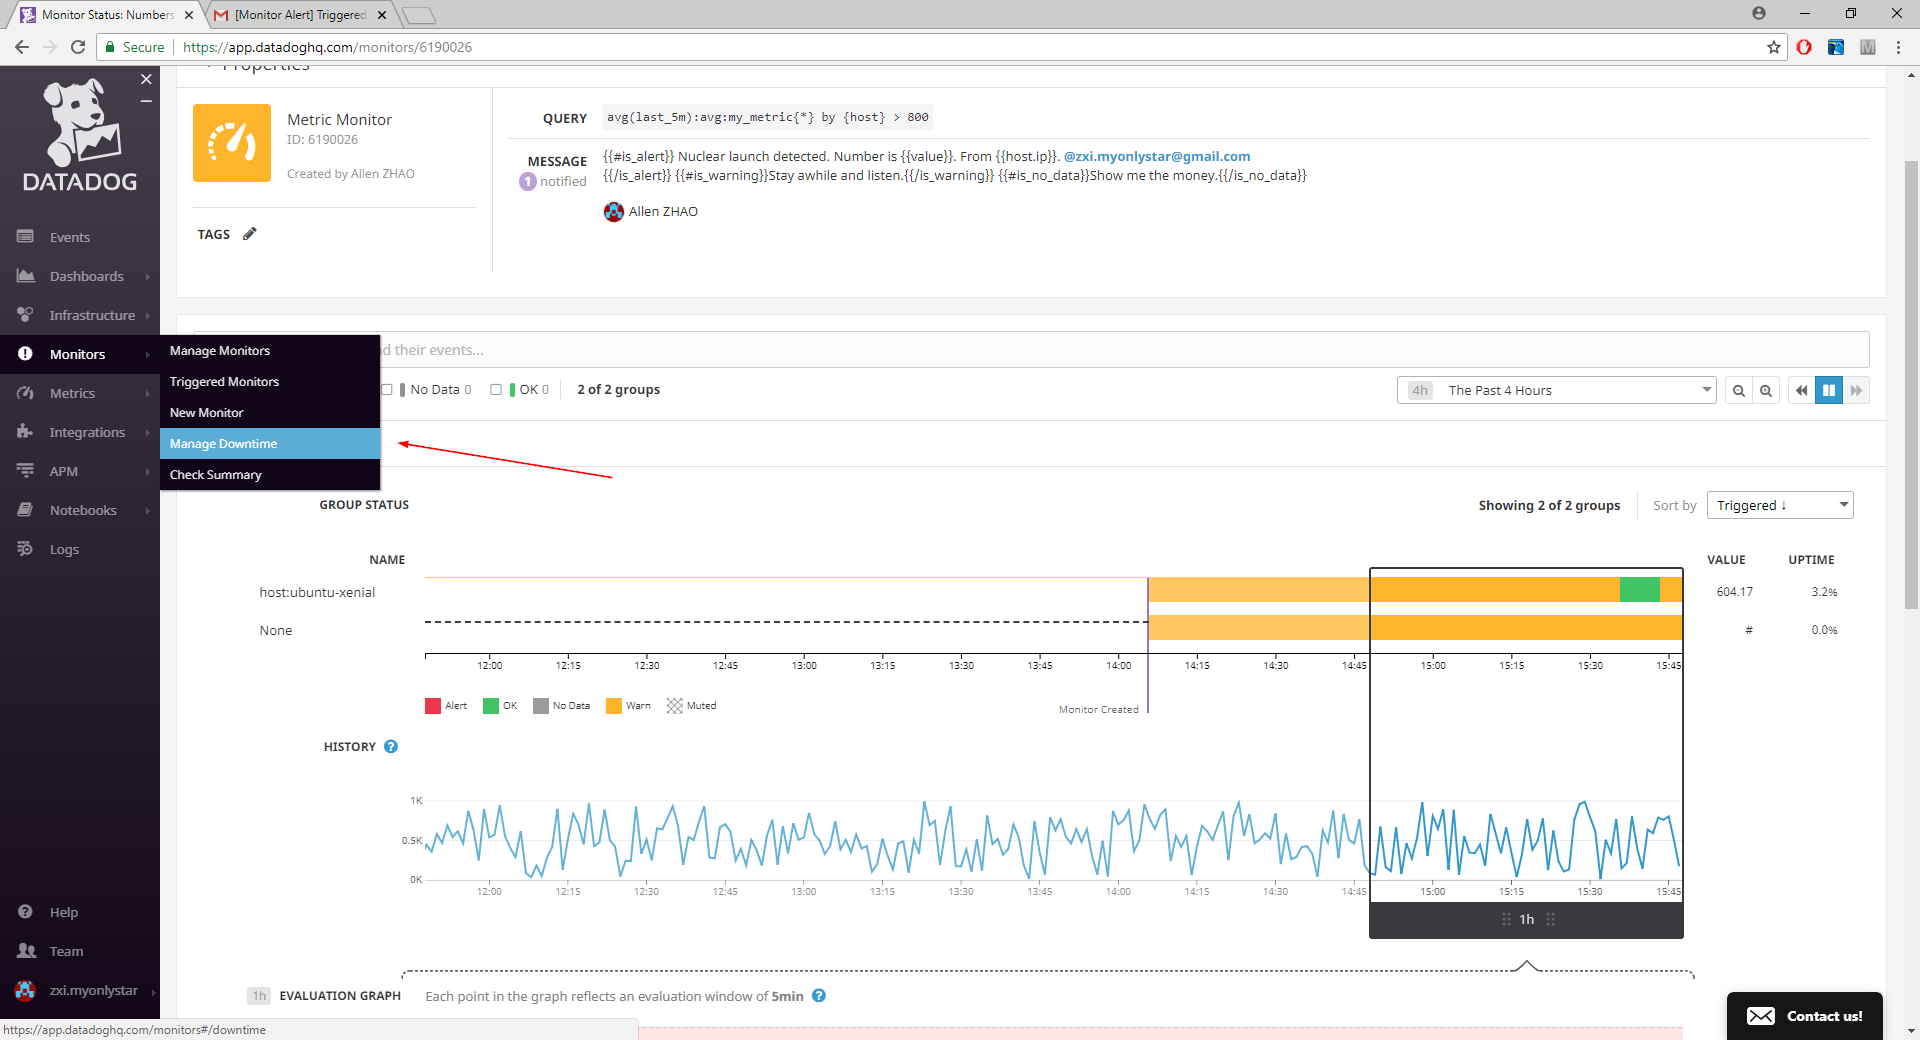 Monitor Status: Numbers
[Monitor Alert] Triggered
Secure
https://app.datadoghq.com/monitors/6190026
DATADOG
Events
Dashboards
Infrastructure
Monitors
Metrics
Integrations
APM
Notebooks
Logs
Help
Team
zxi.myonlystar
Manage Monitors
Triggered Monitors
New Monitor
Manage Downtime
Check Summary
Properties
Metric Monitor
ID: 6190026
Created by Allen ZHAO
TAGS
QUERY
avg(last_5m):avg:my_metric{*} by {host} > 800
MESSAGE
1 notified
{{#is_alert}} Nuclear launch detected. Number is {{value}}. From {{host.ip}}. @zxi.myonlystar@gmail.com
{{/is_alert}} {{#is_warning}}Stay awhile and listen.{{/is_warning}} {{#is_no_data}}Show me the money.{{/is_no_data}}
Allen ZHAO
their events...
No Data 0 OK 0 2 of 2 groups
4h The Past 4 Hours
GROUP STATUS
Showing 2 of 2 groups Sort by Triggered ↓
NAME VALUE UPTIME
host:ubuntu-xenial 604.17 3.2%
None # 0.0%
12:00 12:15 12:30 12:45 13:00 13:15 13:30 13:45 14:00 14:15 14:30 14:45 15:00 15:15 15:30 15:45
Alert OK No Data Warn Muted
Monitor Created
HISTORY ?
1K
0.5K
0K
12:00 12:15 12:30 12:45 13:00 13:15 13:30 13:45 14:00 14:15 14:30 14:45 15:00 15:15 15:30 15:45
1h
1h EVALUATION GRAPH Each point in the graph reflects an evaluation window of 5min ?
Contact us!
https://app.datadoghq.com/monitors#/downtime